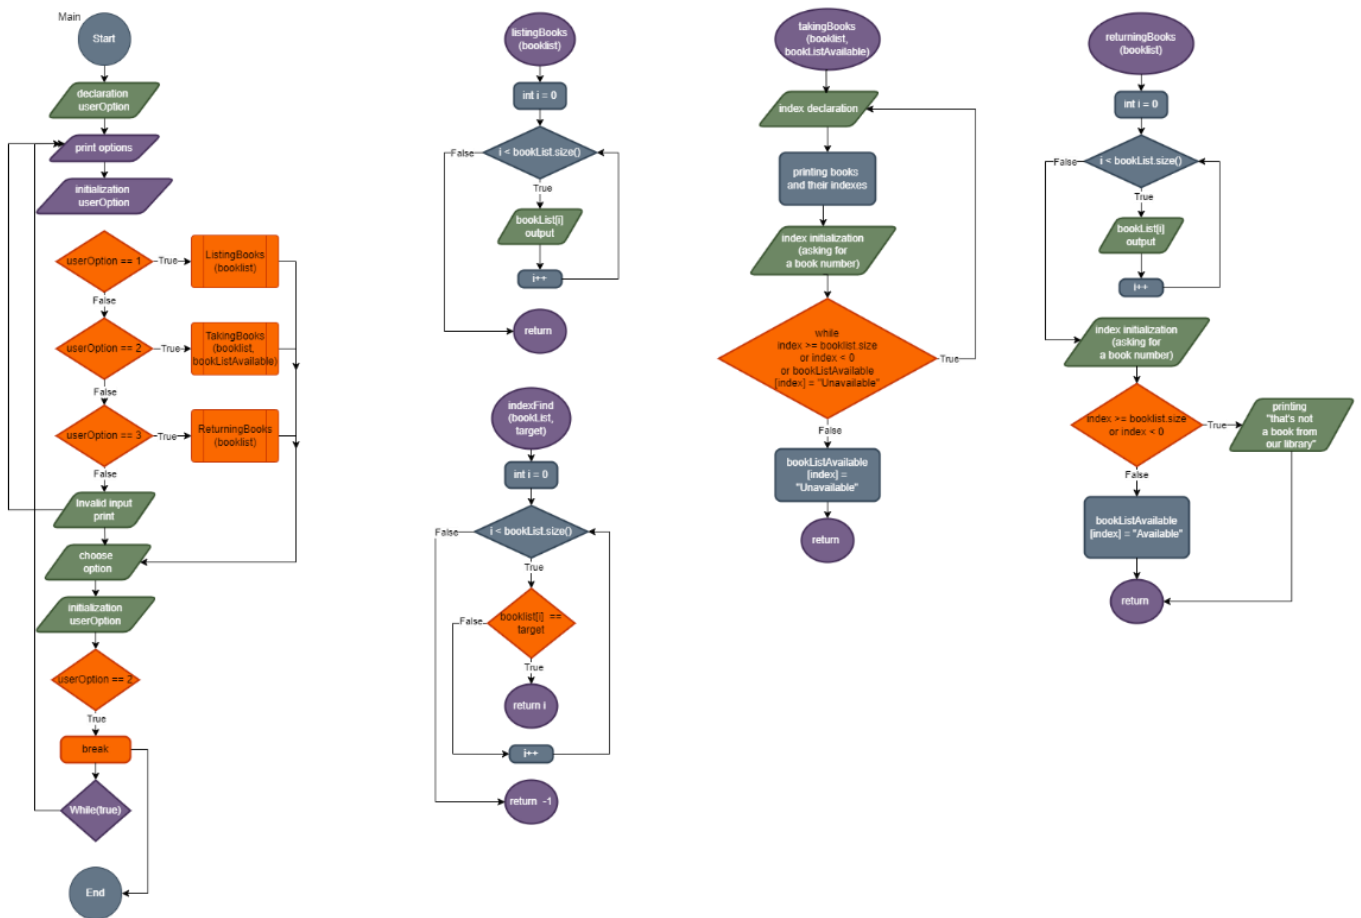 Main
Start
declaration
userOption
print options
initialization
userOption
userOption == 1
True
ListingBooks
(booklist)
False
userOption == 2
True
TakingBooks
(booklist,
bookListAvailable)
False
userOption == 3
True
ReturningBooks
(booklist)
False
Invalid input
print
choose
option
initialization
userOption
userOption == 2
True
break
While(true)
End
listingBooks
(booklist)
int i = 0
i < bookList.size()
False
True
bookList[i]
output
i++
return
indexFind
(bookList,
target)
int i = 0
i < bookList.size()
False
True
booklist[i] ==
target
False
True
return i
i++
return -1
takingBooks
(booklist,
bookListAvailable)
index declaration
printing books
and their indexes
index initialization
(asking for
a book number)
while
index >= booklist.size
or index < 0
or bookListAvailable
[index] = "Unavailable"
True
False
bookListAvailable
[index] =
"Unavailable"
return
returningBooks
(booklist)
int i = 0
i < bookList.size()
False
True
bookList[i]
output
i++
index initialization
(asking for
a book number)
index >= booklist.size
or index < 0
True
printing
"that's not
a book from
our library"
False
bookListAvailable
[index] = "Available"
return